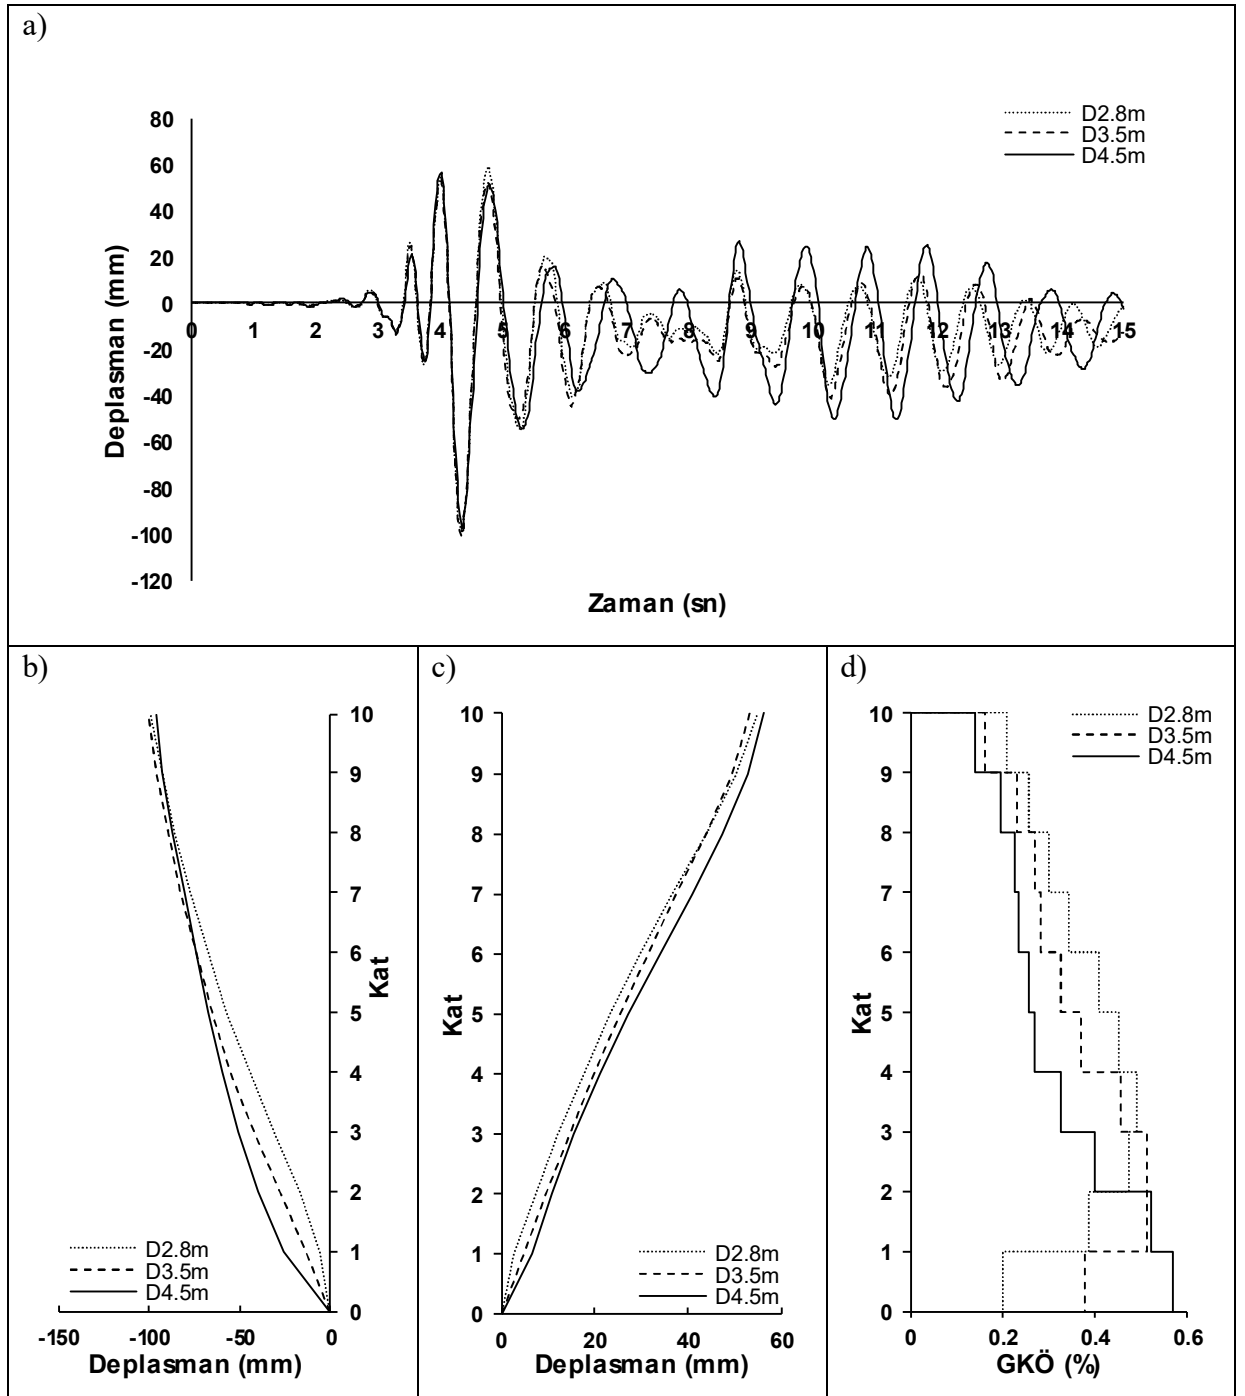 a)
D2.8m
D3.5m
D4.5m
80
60
40
20
0
-20
-40
-60
-80
-100
-120
Deplasman (mm)
0 1 2 3 4 5 6 7 8 9 10 11 12 13 14 15
Zaman (sn)
b)
10
9
8
7
6
5
4
3
2
1
0
Kat
D2.8m
D3.5m
D4.5m
-150 -100 -50 0
Deplasman (mm)
c)
10
9
8
7
6
5
4
3
2
1
0
Kat
D2.8m
D3.5m
D4.5m
0 20 40 60
Deplasman (mm)
d)
D2.8m
D3.5m
D4.5m
10
9
8
7
6
5
4
3
2
1
0
Kat
0 0.2 0.4 0.6
GKÖ (%)